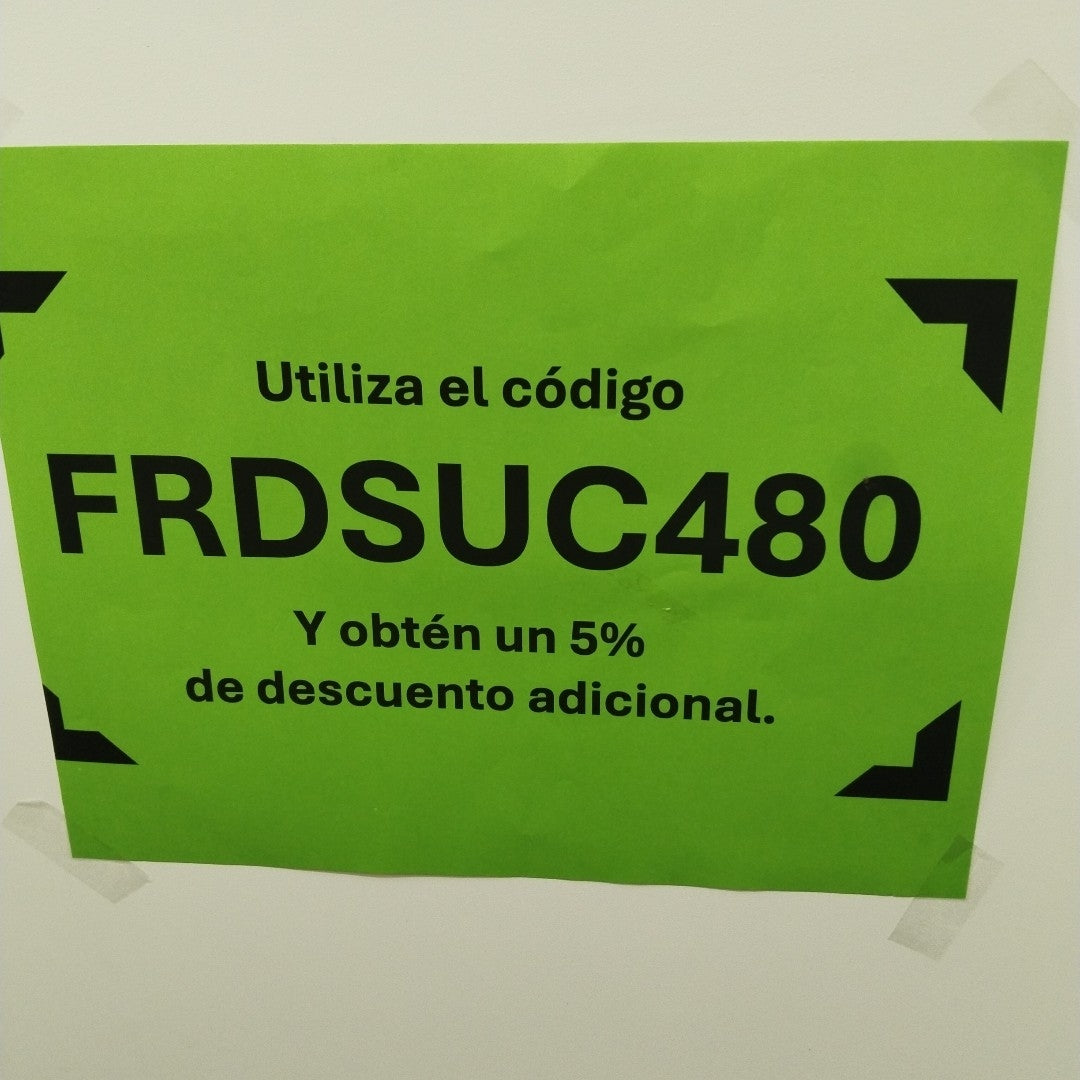 Utiliza el código
FRDSUC480
Y obtén un 5%
de descuento adicional.